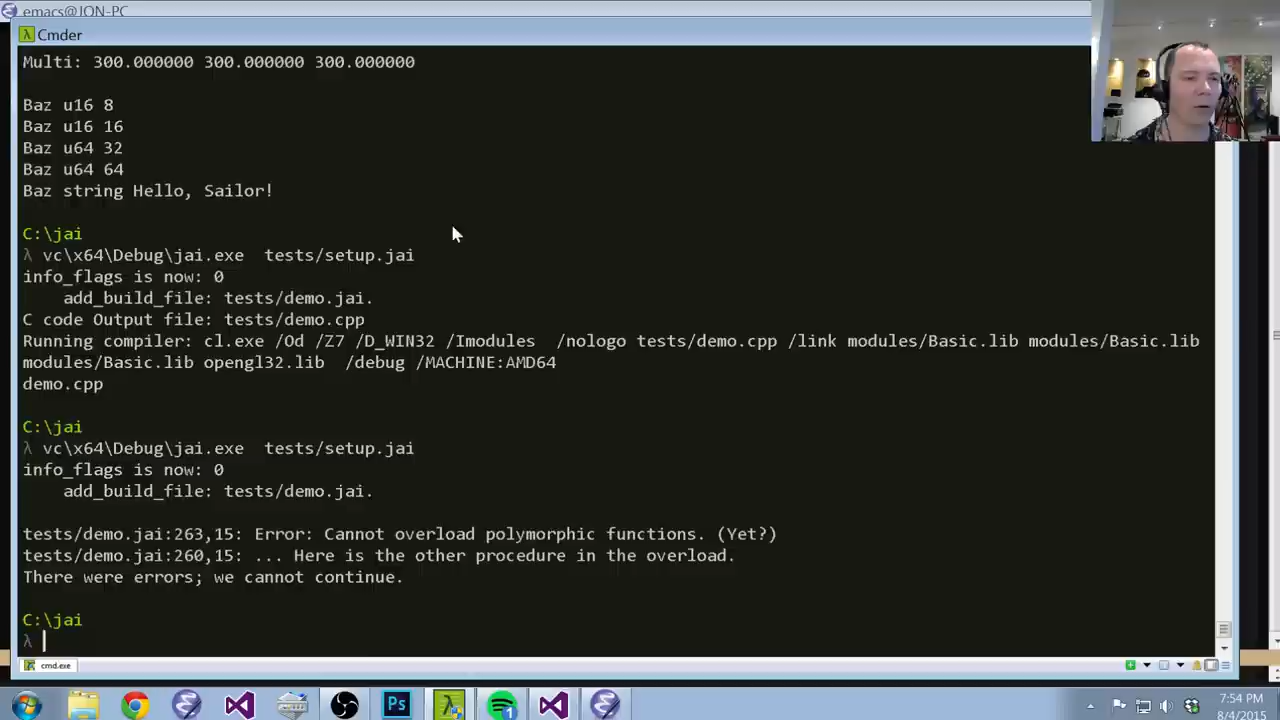 emacs@JON-PC
λ Cmder
Multi: 300.000000 300.000000 300.000000
Baz u16 8
Baz u16 16
Baz u64 32
Baz u64 64
Baz string Hello, Sailor!
C:\jai
λ vc\x64\Debug\jai.exe  tests/setup.jai
info_flags is now: 0
    add_build_file: tests/demo.jai.
C code Output file: tests/demo.cpp
Running compiler: cl.exe /Od /Z7 /D_WIN32 /Imodules  /nologo tests/demo.cpp /link modules/Basic.lib modules/Basic.lib
modules/Basic.lib opengl32.lib  /debug /MACHINE:AMD64
demo.cpp
C:\jai
λ vc\x64\Debug\jai.exe  tests/setup.jai
info_flags is now: 0
    add_build_file: tests/demo.jai.
tests/demo.jai:263,15: Error: Cannot overload polymorphic functions. (Yet?)
tests/demo.jai:260,15: ... Here is the other procedure in the overload.
There were errors; we cannot continue.
C:\jai
λ
cmd.exe
Ps
λ
1
7:54 PM
8/4/2015